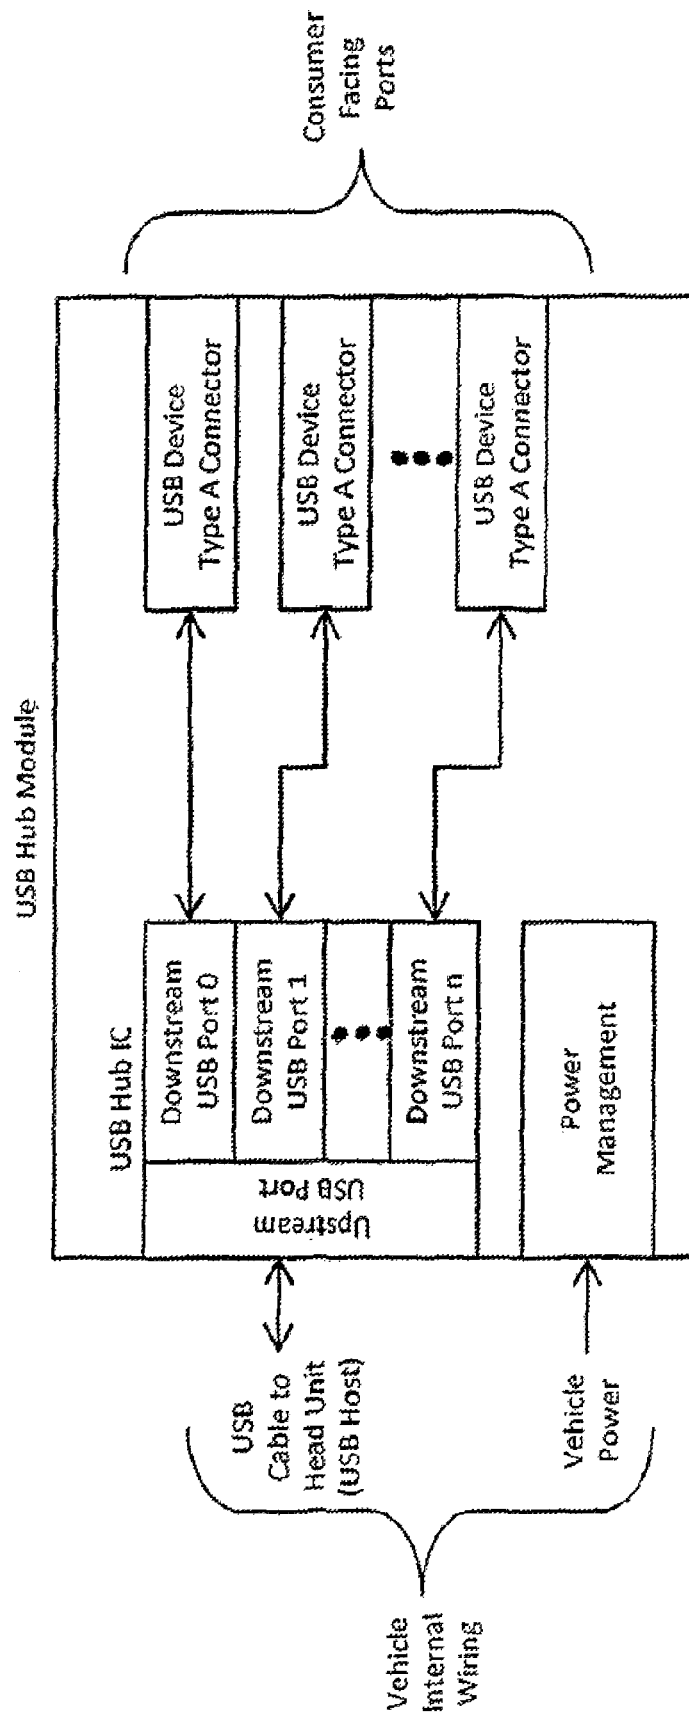 USB Hub Module
USB Hub IC
Downstream
USB Port 0
Downstream
USB Port 1
Downstream
USB Port n
Upstream
USB Port
Power
Management
USB Device
Type A Connector
USB Device
Type A Connector
USB Device
Type A Connector
Consumer
Facing
Ports
USB
Cable to
Head Unit
(USB Host)
Vehicle
Power
Vehicle
Internal
Wiring